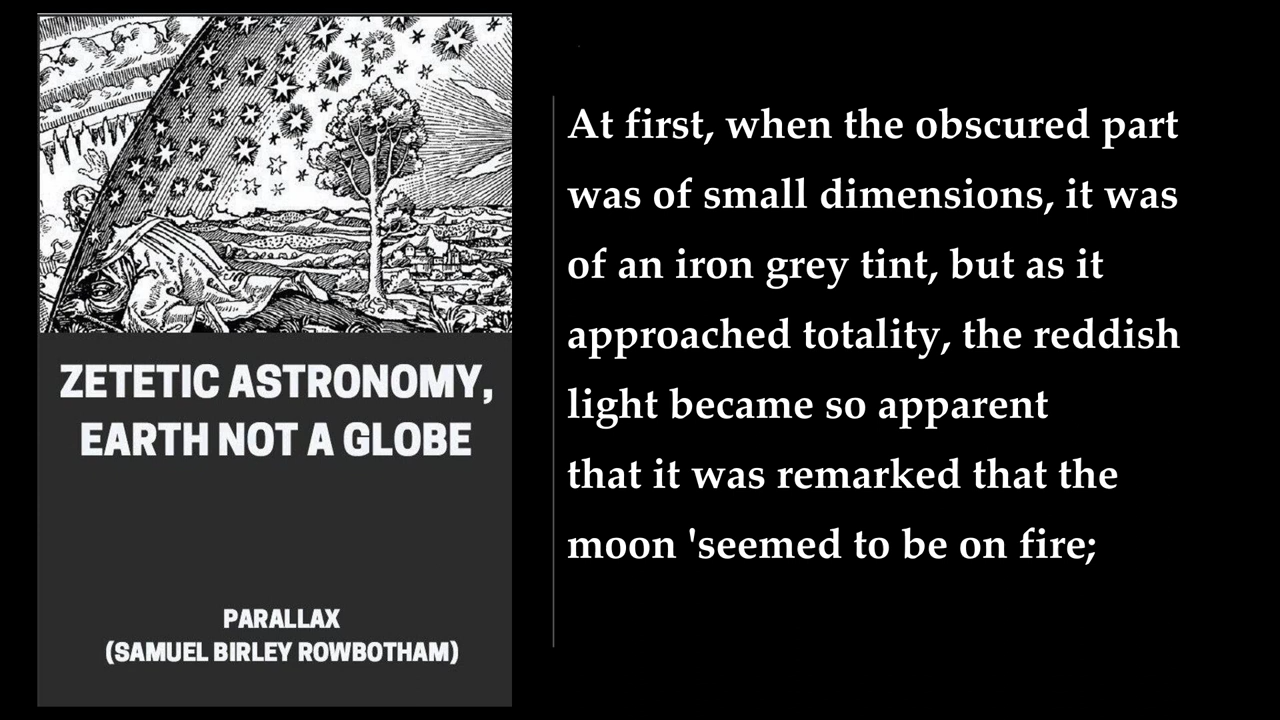 ZETETIC ASTRONOMY,
EARTH NOT A GLOBE
PARALLAX
(SAMUEL BIRLEY ROWBOTHAM)
At first, when the obscured part
was of small dimensions, it was
of an iron grey tint, but as it
approached totality, the reddish
light became so apparent
that it was remarked that the
moon 'seemed to be on fire;